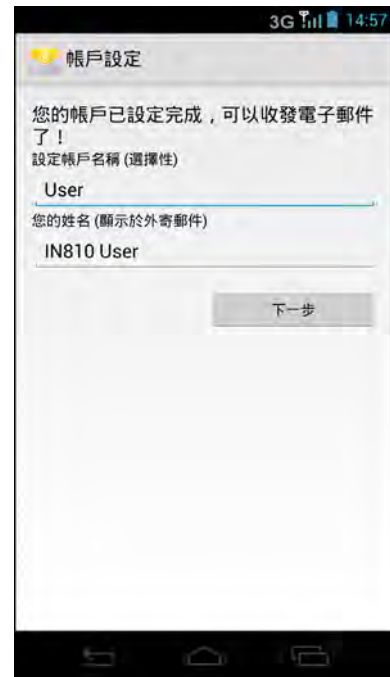 3G 14:57
帳戶設定
您的帳戶已設定完成，可以收發電子郵件
了！
設定帳戶名稱 (選擇性)
User
您的姓名 (顯示於外寄郵件)
IN810 User
下一步